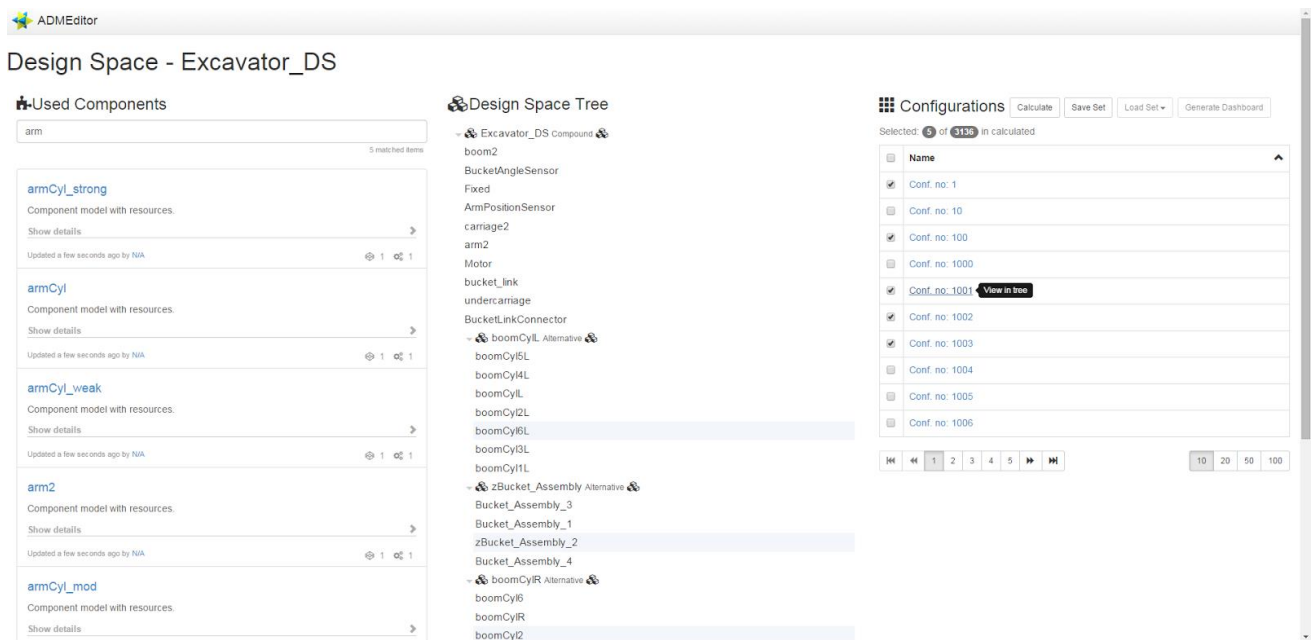 ADMEditor
Design Space - Excavator_DS
Used Components
arm
5 matched items
armCyl_strong
Component model with resources.
Show details
Updated a few seconds ago by N/A
1 1
armCyl
Component model with resources.
Show details
Updated a few seconds ago by N/A
1 1
armCyl_weak
Component model with resources.
Show details
Updated a few seconds ago by N/A
1 1
arm2
Component model with resources.
Show details
Updated a few seconds ago by N/A
1 1
armCyl_mod
Component model with resources.
Show details
Design Space Tree
Excavator_DS Compound
boom2
BucketAngleSensor
Fixed
ArmPositionSensor
carriage2
arm2
Motor
bucket_link
undercarriage
BucketLinkConnector
boomCylL Alternative
boomCyl5L
boomCyl4L
boomCylL
boomCyl2L
boomCyl6L
boomCyl3L
boomCyl1L
zBucket_Assembly Alternative
Bucket_Assembly_3
Bucket_Assembly_1
zBucket_Assembly_2
Bucket_Assembly_4
boomCylR Alternative
boomCyl6
boomCylR
boomCyl2
Configurations Calculate Save Set Load Set Generate Dashboard
Selected: 5 of 3136 in calculated
Name
Conf. no: 1
Conf. no: 10
Conf. no: 100
Conf. no: 1000
Conf. no: 1001 View in tree
Conf. no: 1002
Conf. no: 1003
Conf. no: 1004
Conf. no: 1005
Conf. no: 1006
1 2 3 4 5 10 20 50 100